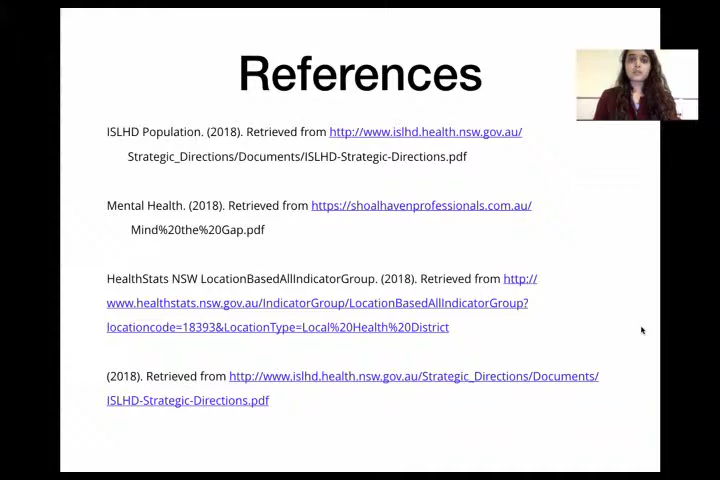 References
ISLHD Population. (2018). Retrieved from http://www.islhd.health.nsw.gov.au/
Strategic_Directions/Documents/ISLHD-Strategic-Directions.pdf
Mental Health. (2018). Retrieved from https://shoalhavenprofessionals.com.au/
Mind%20the%20Gap.pdf
HealthStats NSW LocationBasedAllIndicatorGroup. (2018). Retrieved from http://
www.healthstats.nsw.gov.au/IndicatorGroup/LocationBasedAllIndicatorGroup?
locationcode=18393&LocationType=Local%20Health%20District
(2018). Retrieved from http://www.islhd.health.nsw.gov.au/Strategic_Directions/Documents/
ISLHD-Strategic-Directions.pdf